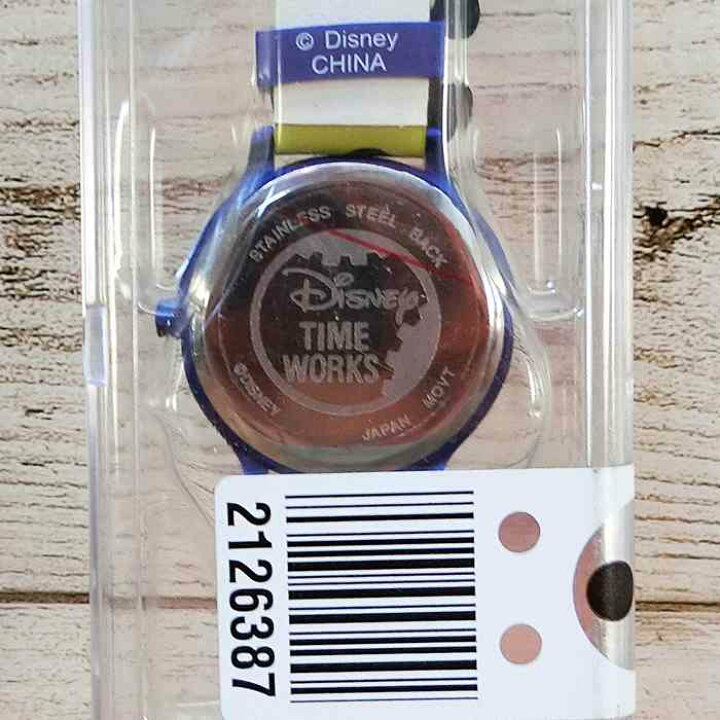 © Disney
CHINA
STAINLESS STEEL BACK
Disney
TIME
WORKS
©DISNEY
JAPAN MOVT
2126387